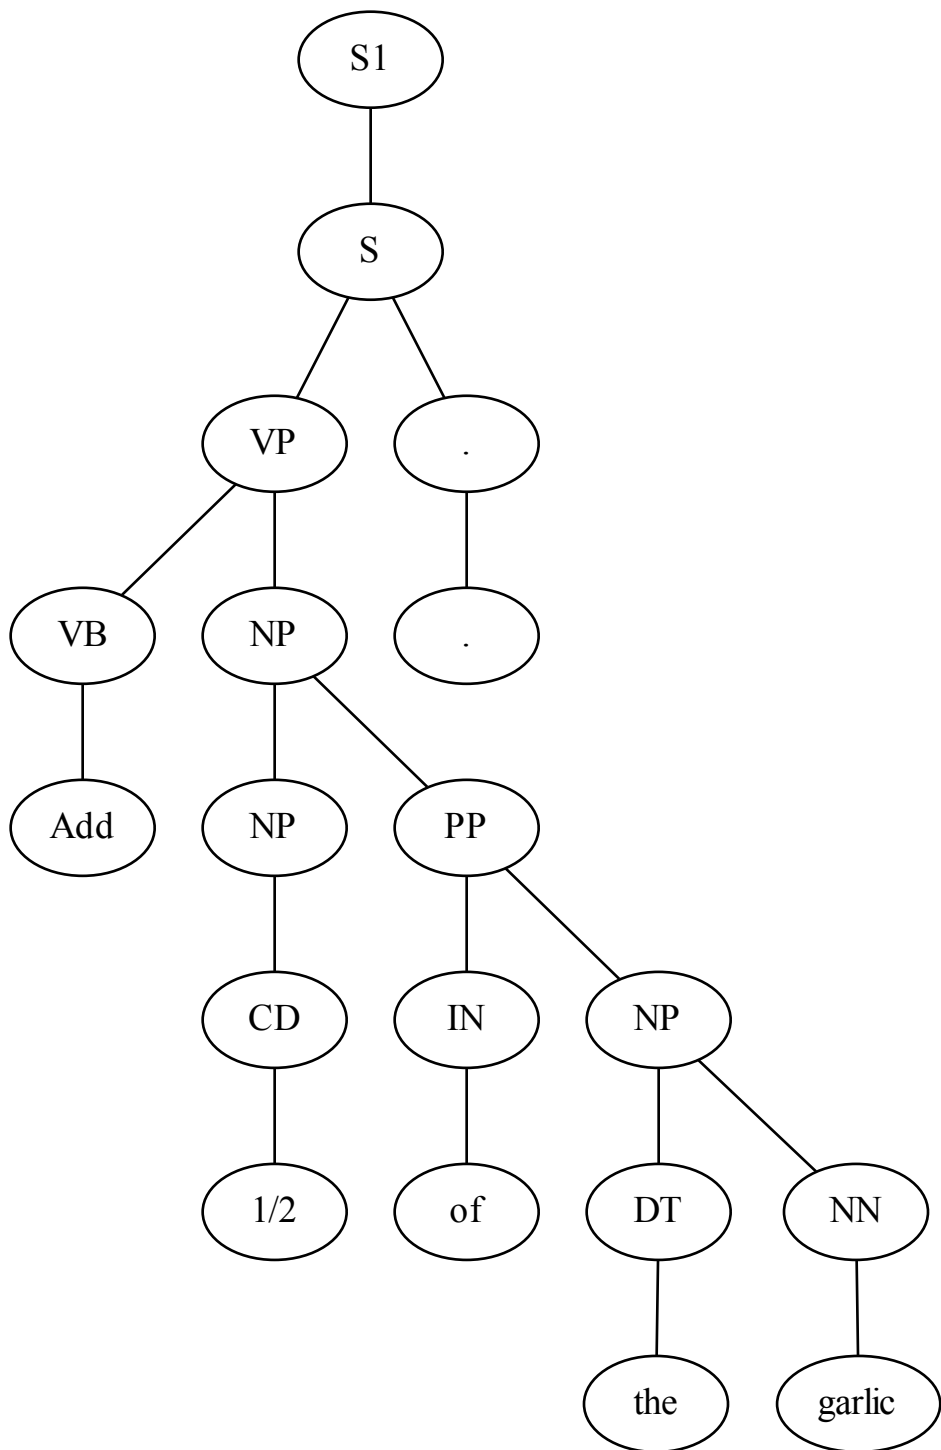 S1
S
VP .
VB NP .
Add NP PP
CD IN NP
1/2 of DT NN
the garlic